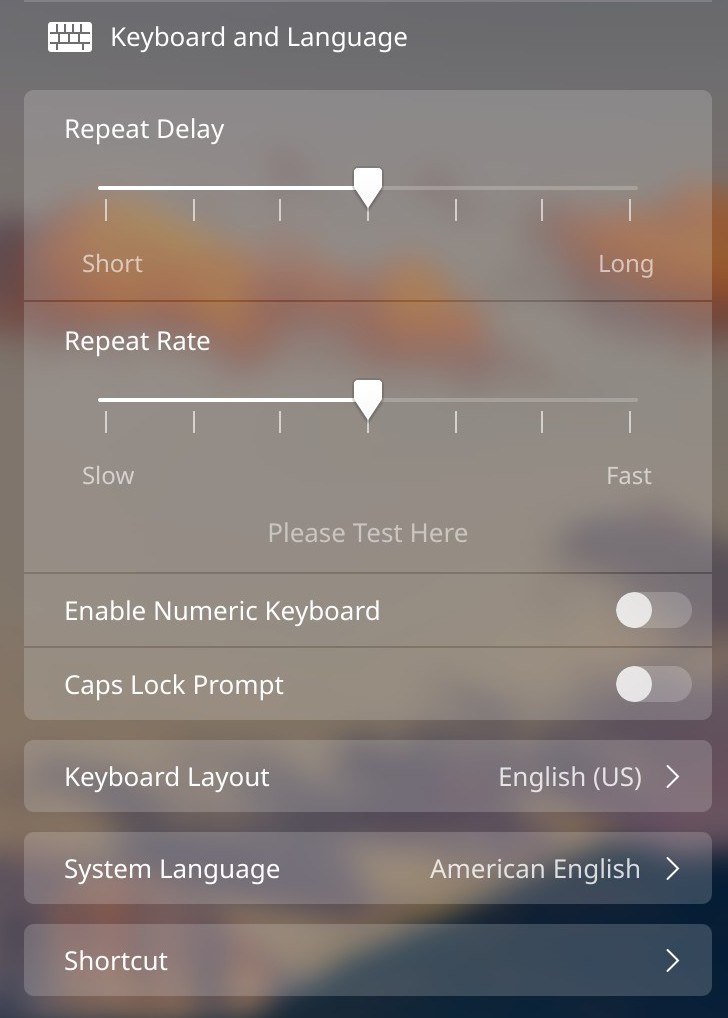 Keyboard and Language
Repeat Delay
Short Long
Repeat Rate
Slow Fast
Please Test Here
Enable Numeric Keyboard
Caps Lock Prompt
Keyboard Layout English (US)
System Language American English
Shortcut